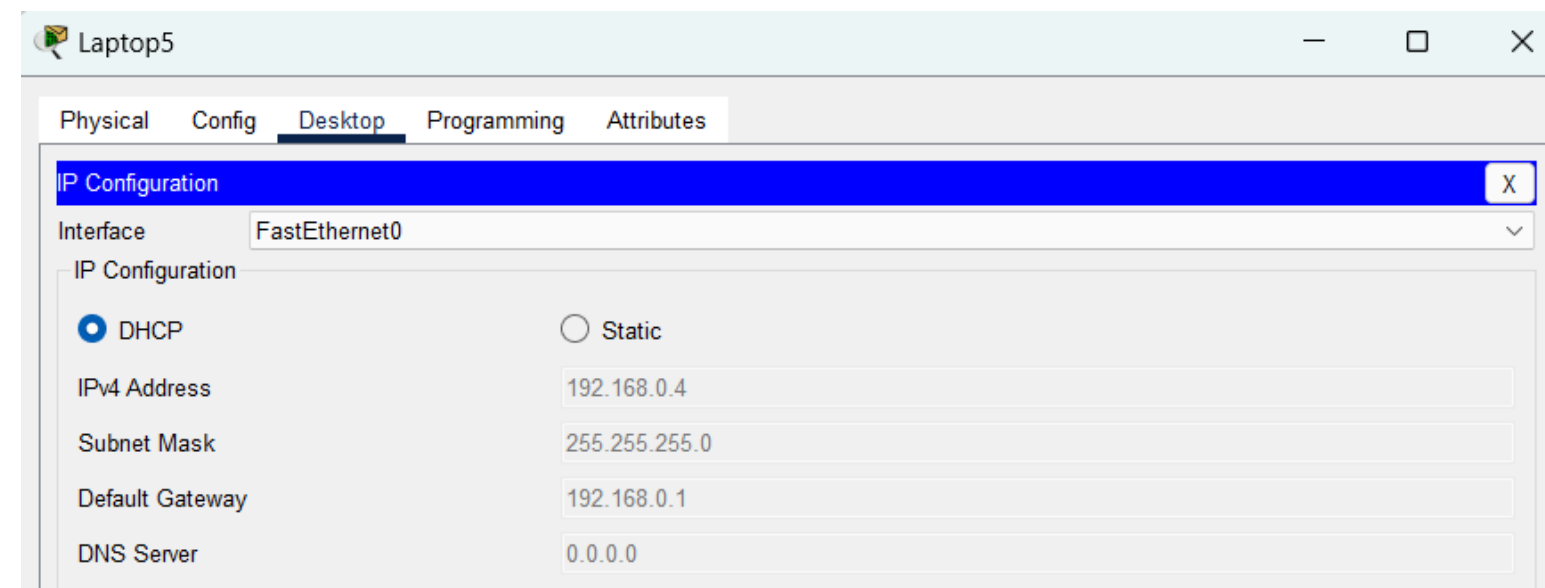 Laptop5
Physical Config Desktop Programming Attributes
IP Configuration X
Interface FastEthernet0
IP Configuration
DHCP Static
IPv4 Address 192.168.0.4
Subnet Mask 255.255.255.0
Default Gateway 192.168.0.1
DNS Server 0.0.0.0